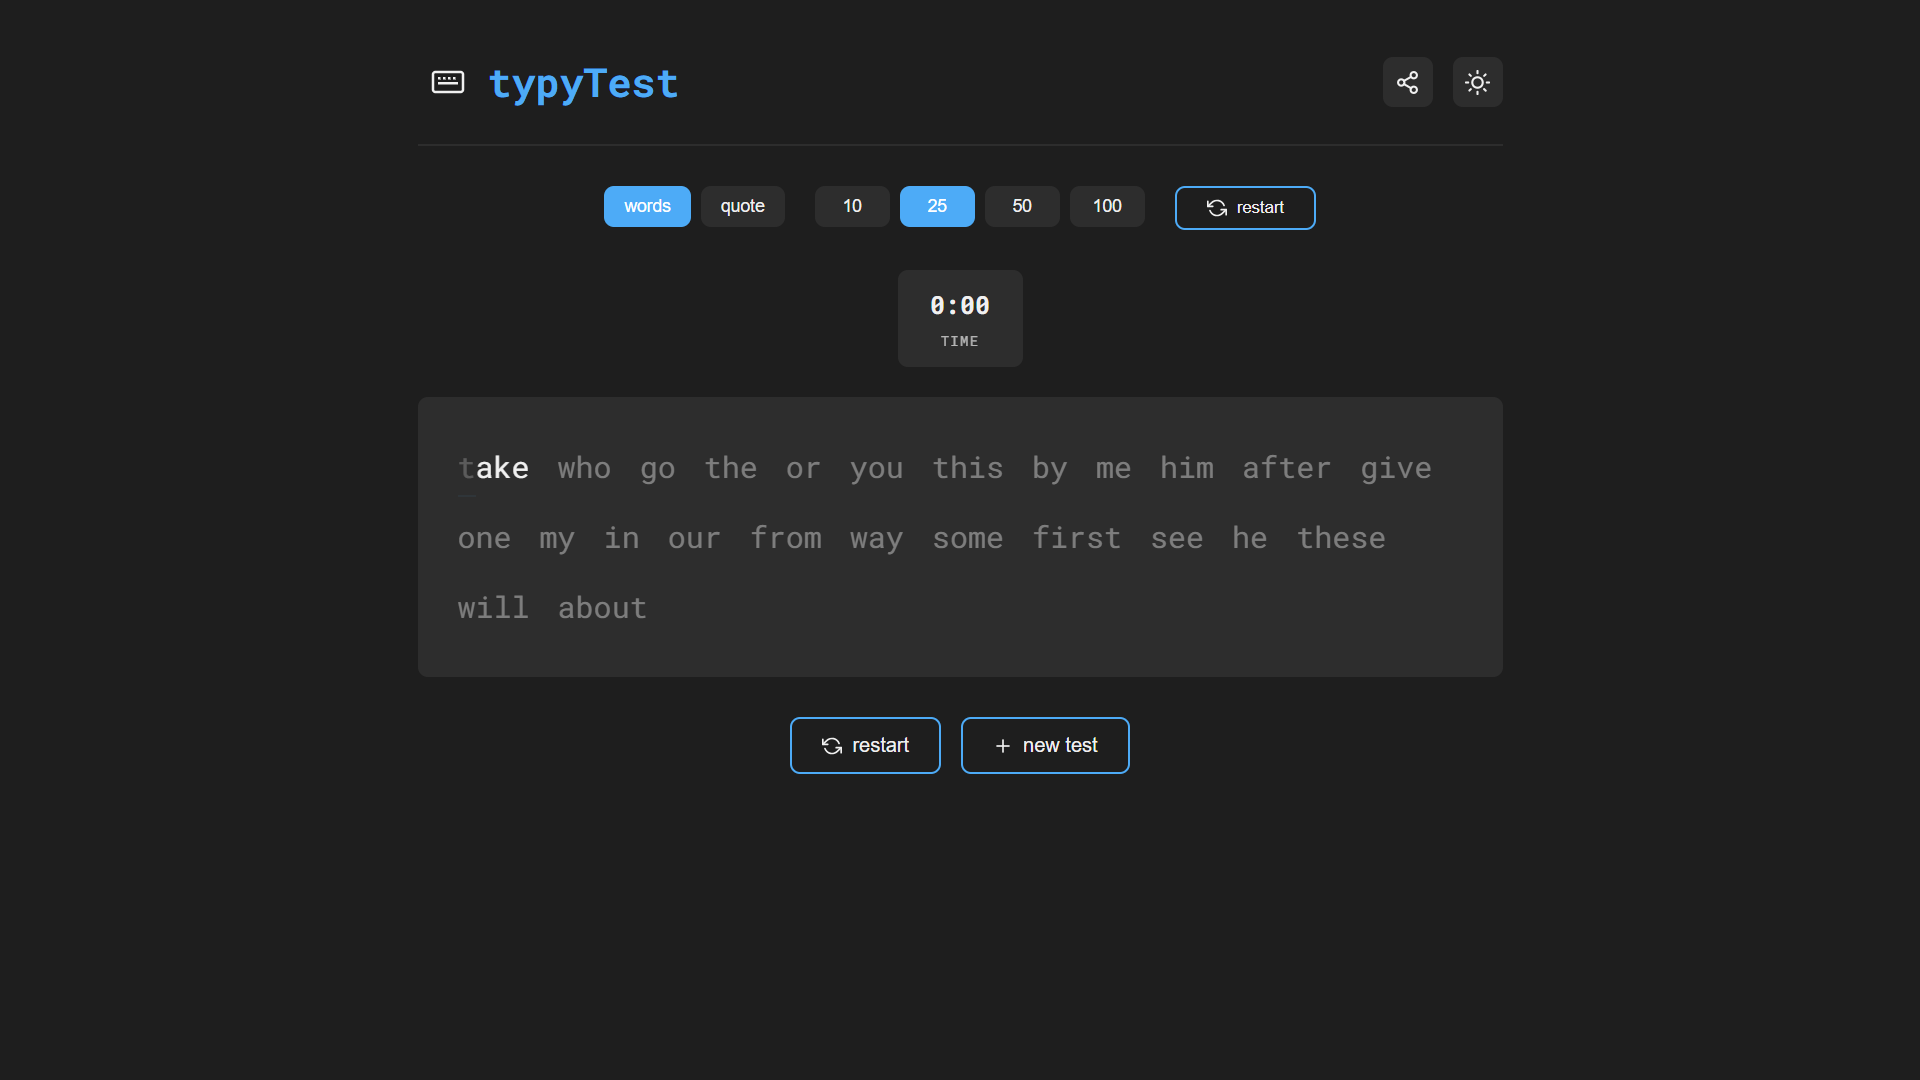 typyTest
words quote 10 25 50 100 restart
0:00
TIME
take who go the or you this by me him after give
one my in our from way some first see he these
will about
restart new test